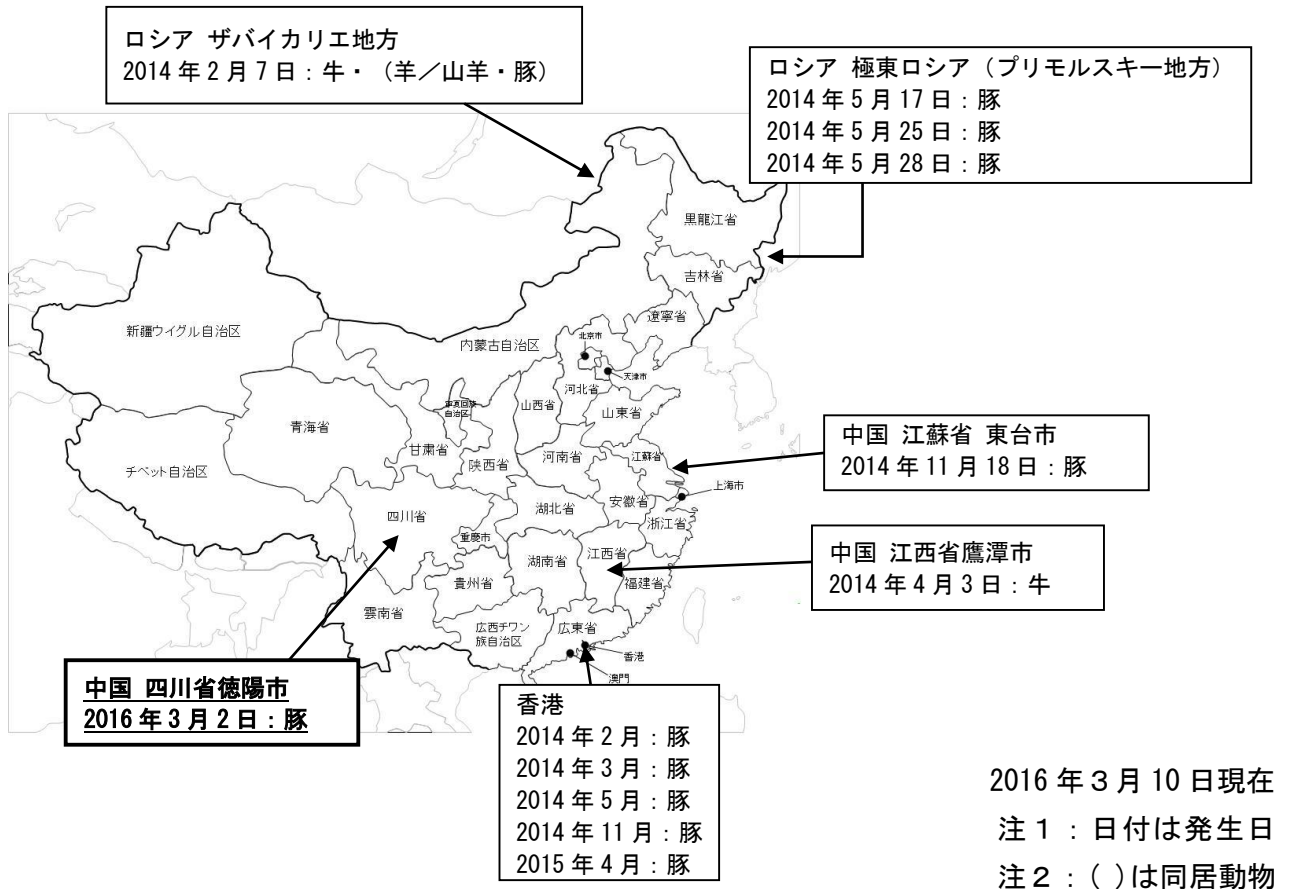 ロシア ザバイカリエ地方
2014年2月7日：牛・（羊／山羊・豚）
ロシア 極東ロシア（プリモルスキー地方）
2014年5月17日：豚
2014年5月25日：豚
2014年5月28日：豚
黒龍江省
吉林省
遼寧省
新疆ウイグル自治区
内蒙古自治区
北京市
天津市
河北省
山西省
山東省
寧夏回族
自治区
青海省
甘粛省
陝西省
河南省
江蘇省
チベット自治区
中国 江蘇省 東台市
2014年11月18日：豚
上海市
安徽省
湖北省
浙江省
四川省
重慶市
湖南省
江西省
福建省
貴州省
中国 江西省鷹潭市
2014年4月3日：牛
雲南省
広西チワン
族自治区
広東省
香港
澳門
中国 四川省徳陽市
2016年3月2日：豚
香港
2014年2月：豚
2014年3月：豚
2014年5月：豚
2014年11月：豚
2015年4月：豚
2016年３月10日現在
注１：日付は発生日
注２：( )は同居動物